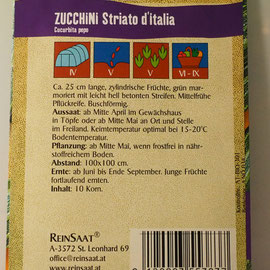 ZUCCHiNi Striato d'italia
Cucurbita pepo
IV V V VI-IX
Ca. 25 cm lange, zylindrische Früchte, grün mar-
moriert mit leicht hell betonten Streifen. Mittelfrühe
Pflückreife. Buschförmig.
Aussaat: ab Mitte April im Gewächshaus
in Töpfe oder ab Mitte Mai an Ort und Stelle
im Freiland. Keimtemperatur optimal bei 15-20°C
Bodentemperatur.
Pflanzung: ab Mitte Mai, wenn frostfrei in nähr-
stoffreichem Boden.
Abstand: 100x100 cm.
Ernte: ab Juni bis Ende September. Junge Früchte
fortlaufend ernten.
Inhalt: 10 Korn.
REINSAAT®
A-3572 St. Leonhard 69
office@reinsaat.at
www.reinsaat.at